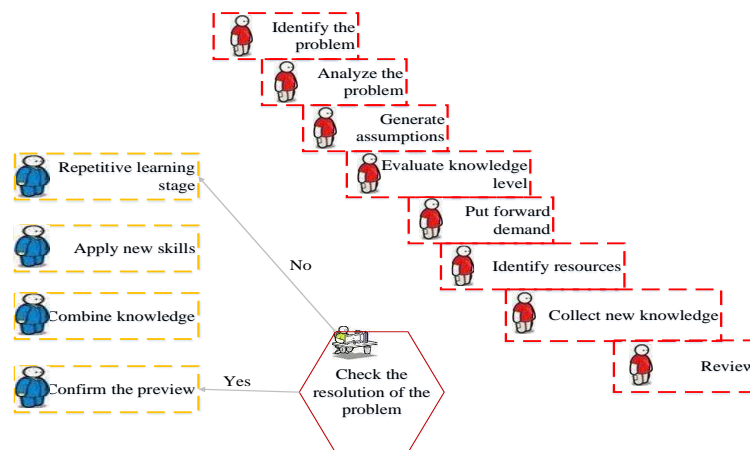 Identify the
problem
Analyze the
problem
Generate
assumptions
Evaluate knowledge
level
Put forward
demand
Identify resources
Collect new knowledge
Review
Repetitive learning
stage
Apply new skills
Combine knowledge
Confirm the preview
No
Yes
Check the
resolution of the
problem